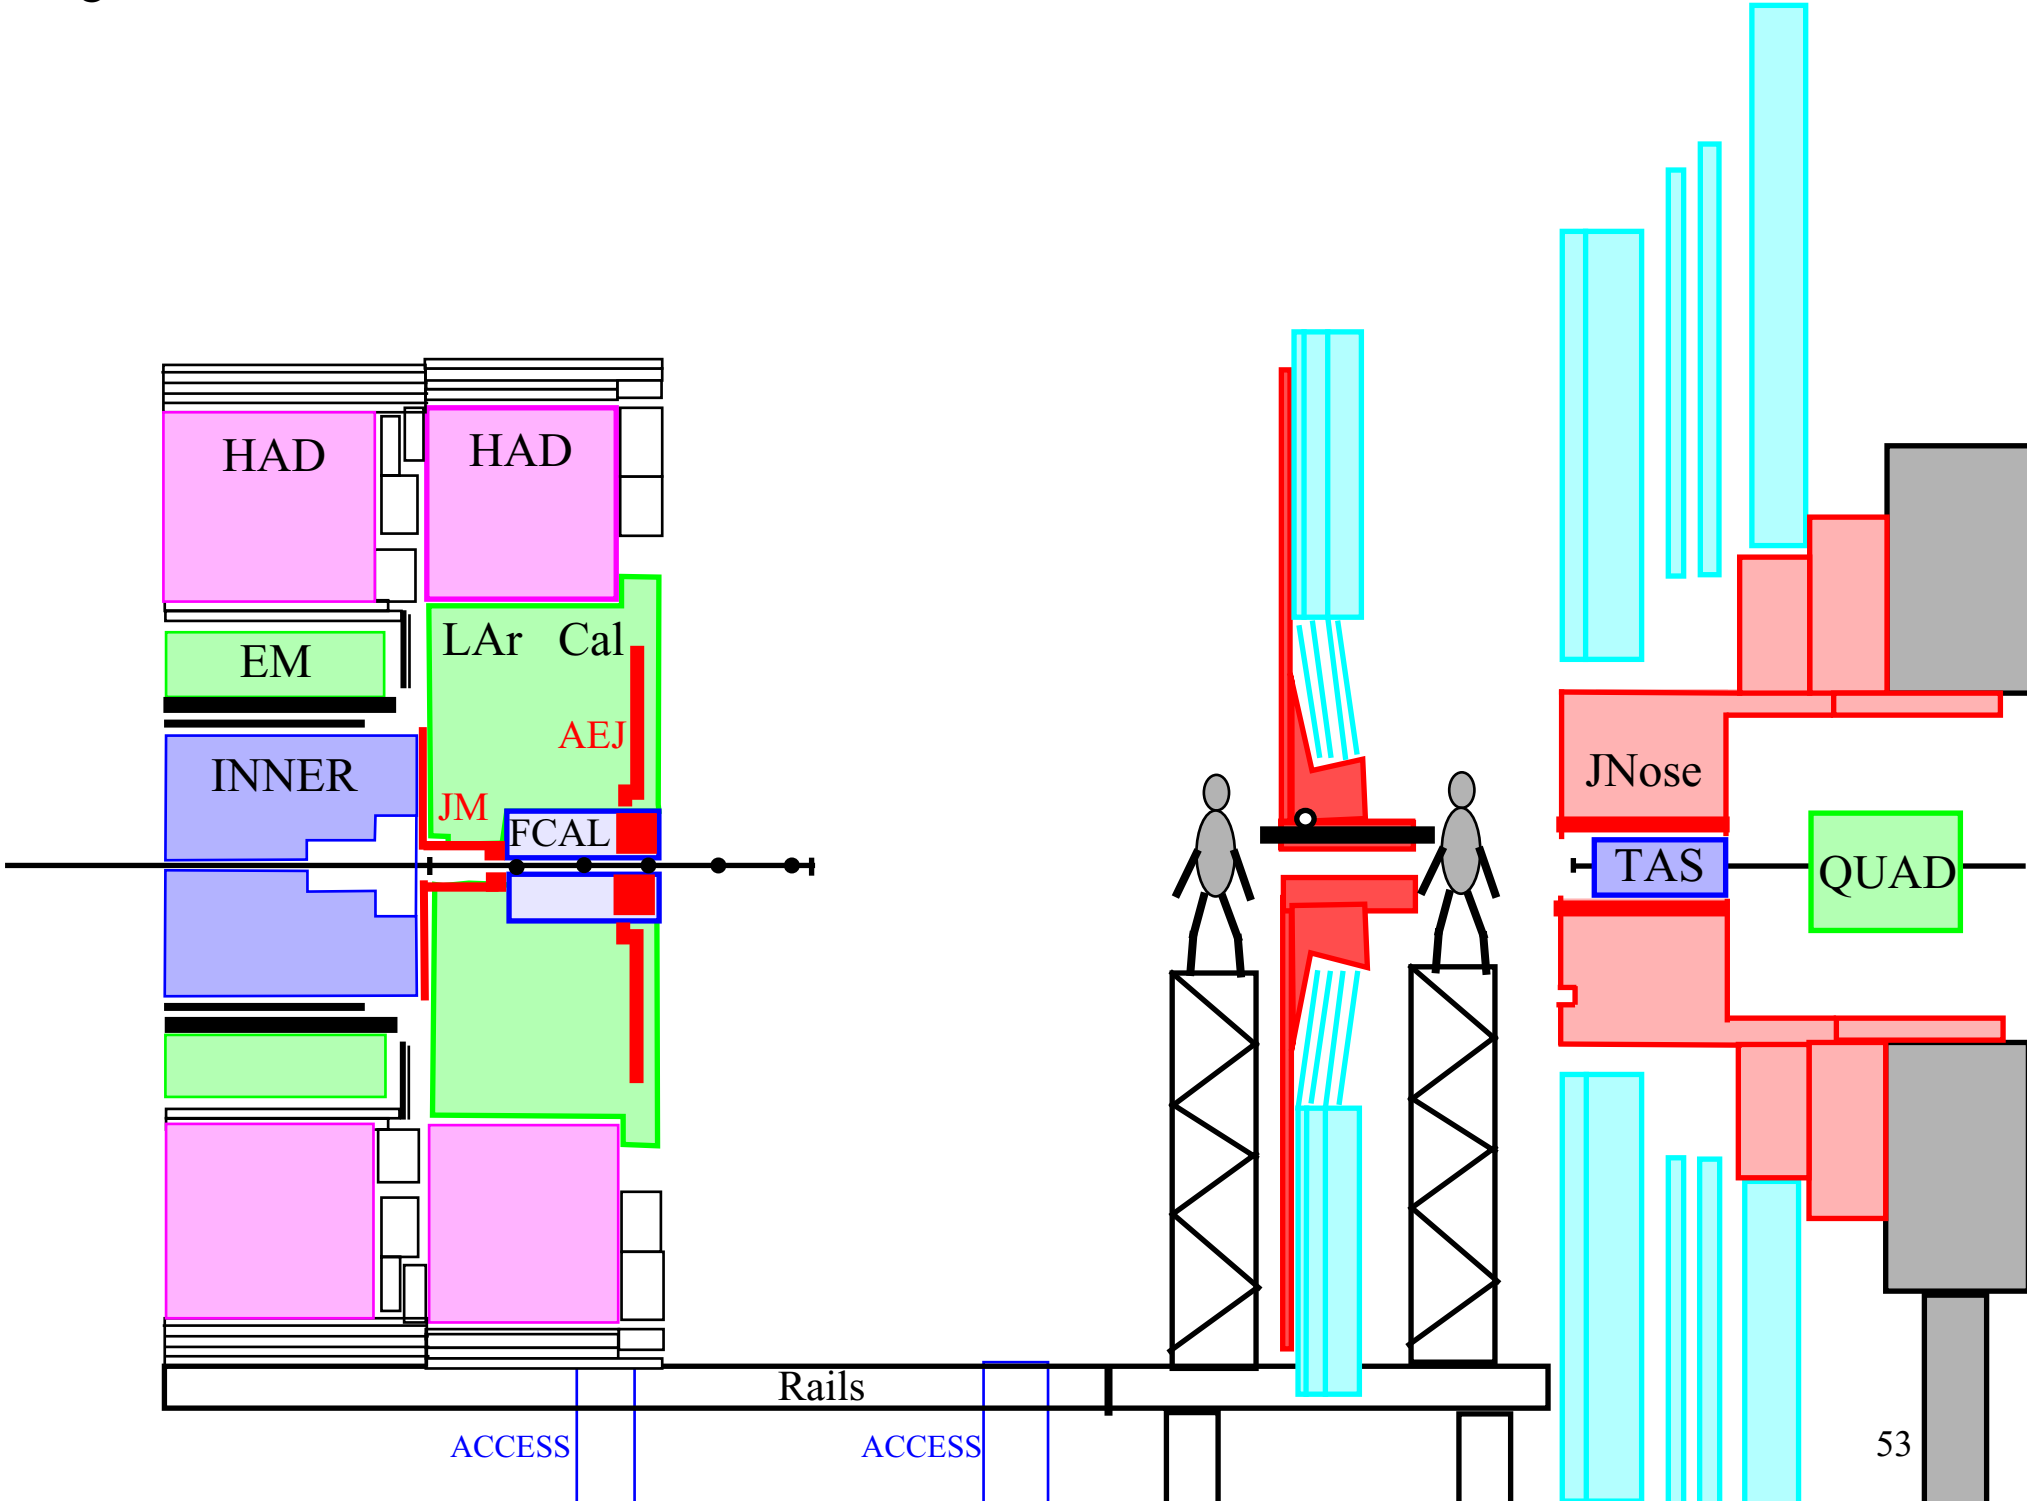 HAD
HAD
LAr Cal
EM
AEJ
INNER
JNose
JM
FCAL
TAS
QUAD
Rails
ACCESS
ACCESS
53